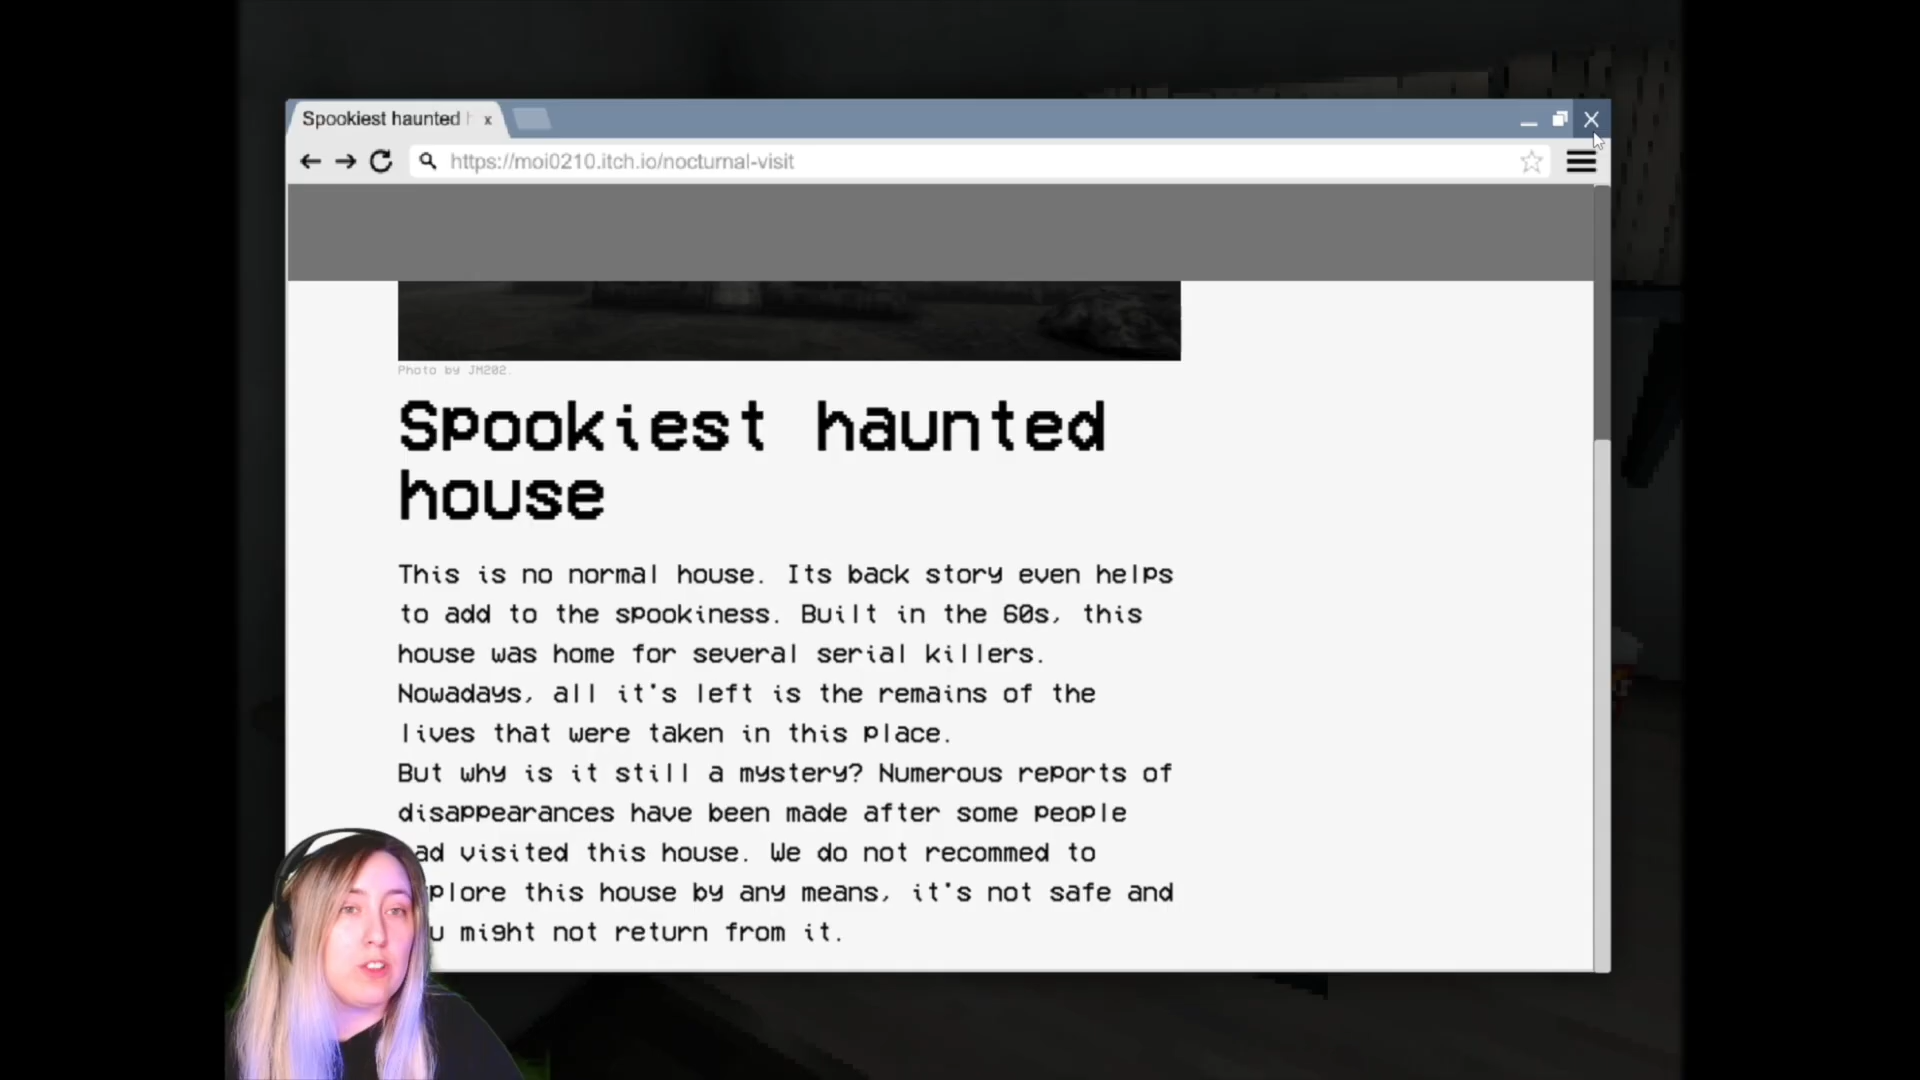 Spookiest haunted
x
https://moi0210.itch.io/nocturnal-visit
Photo by JM202.
Spookiest haunted
house
This is no normal house. Its back story even helps
to add to the spookiness. Built in the 60s, this
house was home for several serial killers.
Nowadays, all it's left is the remains of the
lives that were taken in this place.
But why is it still a mystery? Numerous reports of
disappearances have been made after some people
ad visited this house. We do not recommed to
plore this house by any means, it's not safe and
u might not return from it.